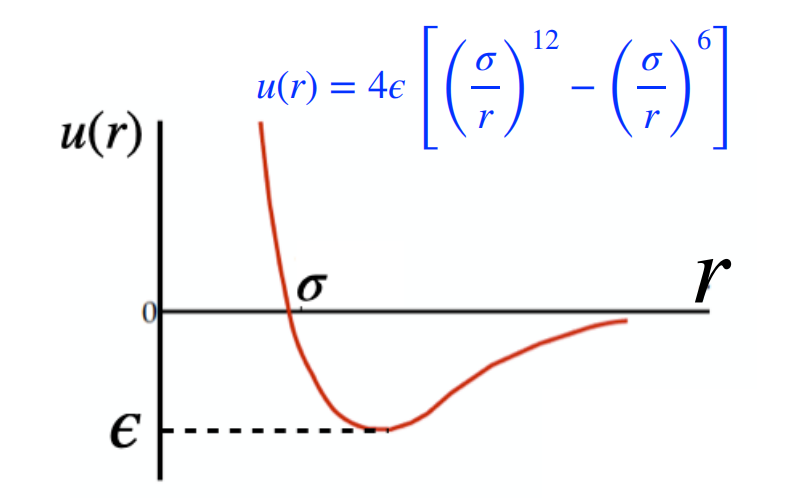 u(r) = 4ϵ [(σ/r)^12 − (σ/r)^6]
u(r)
σ
r
0
ϵ